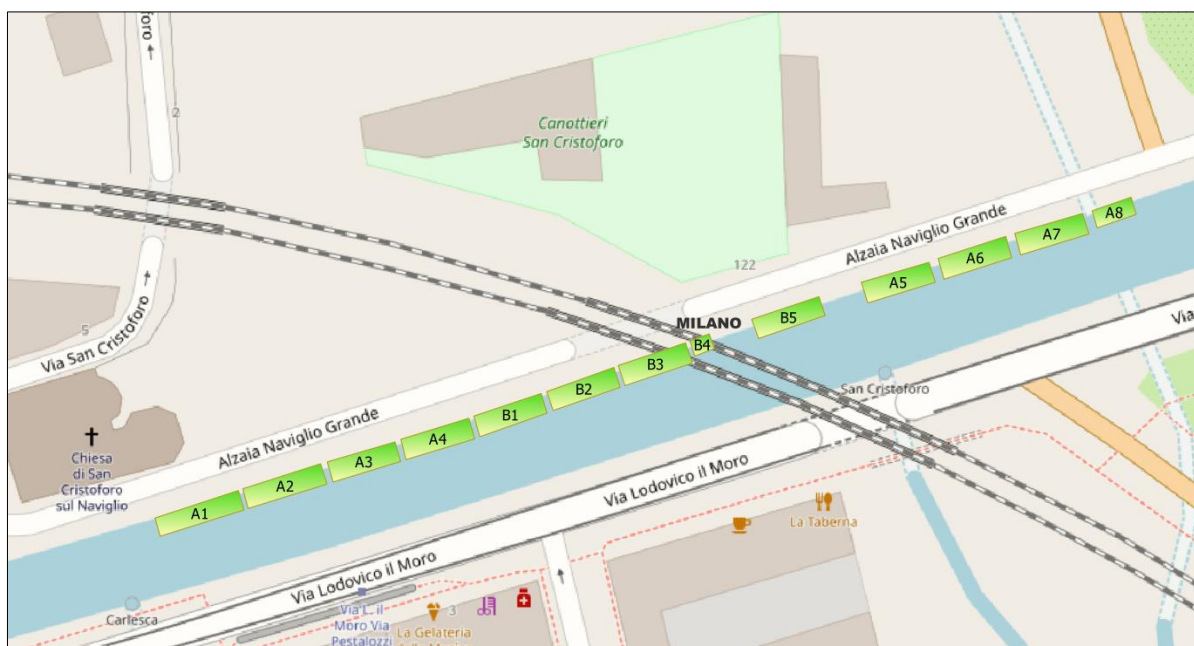 oro
2
Canottieri
San Cristoforo
Alzaia Naviglio Grande
A8
A7
A6
A5
122
B5
MILANO
B4
B3
B2
B1
A4
A3
A2
A1
5
Via San Cristoforo
Alzaia Naviglio Grande
Chiesa
di San
Cristoforo
sul Naviglio
Via
San Cristoforo
Via Lodovico il Moro
La Taberna
Via Lodovico il Moro
Carlesca
Via L. il
Moro Via
Pestalozzi
3
La Gelateria